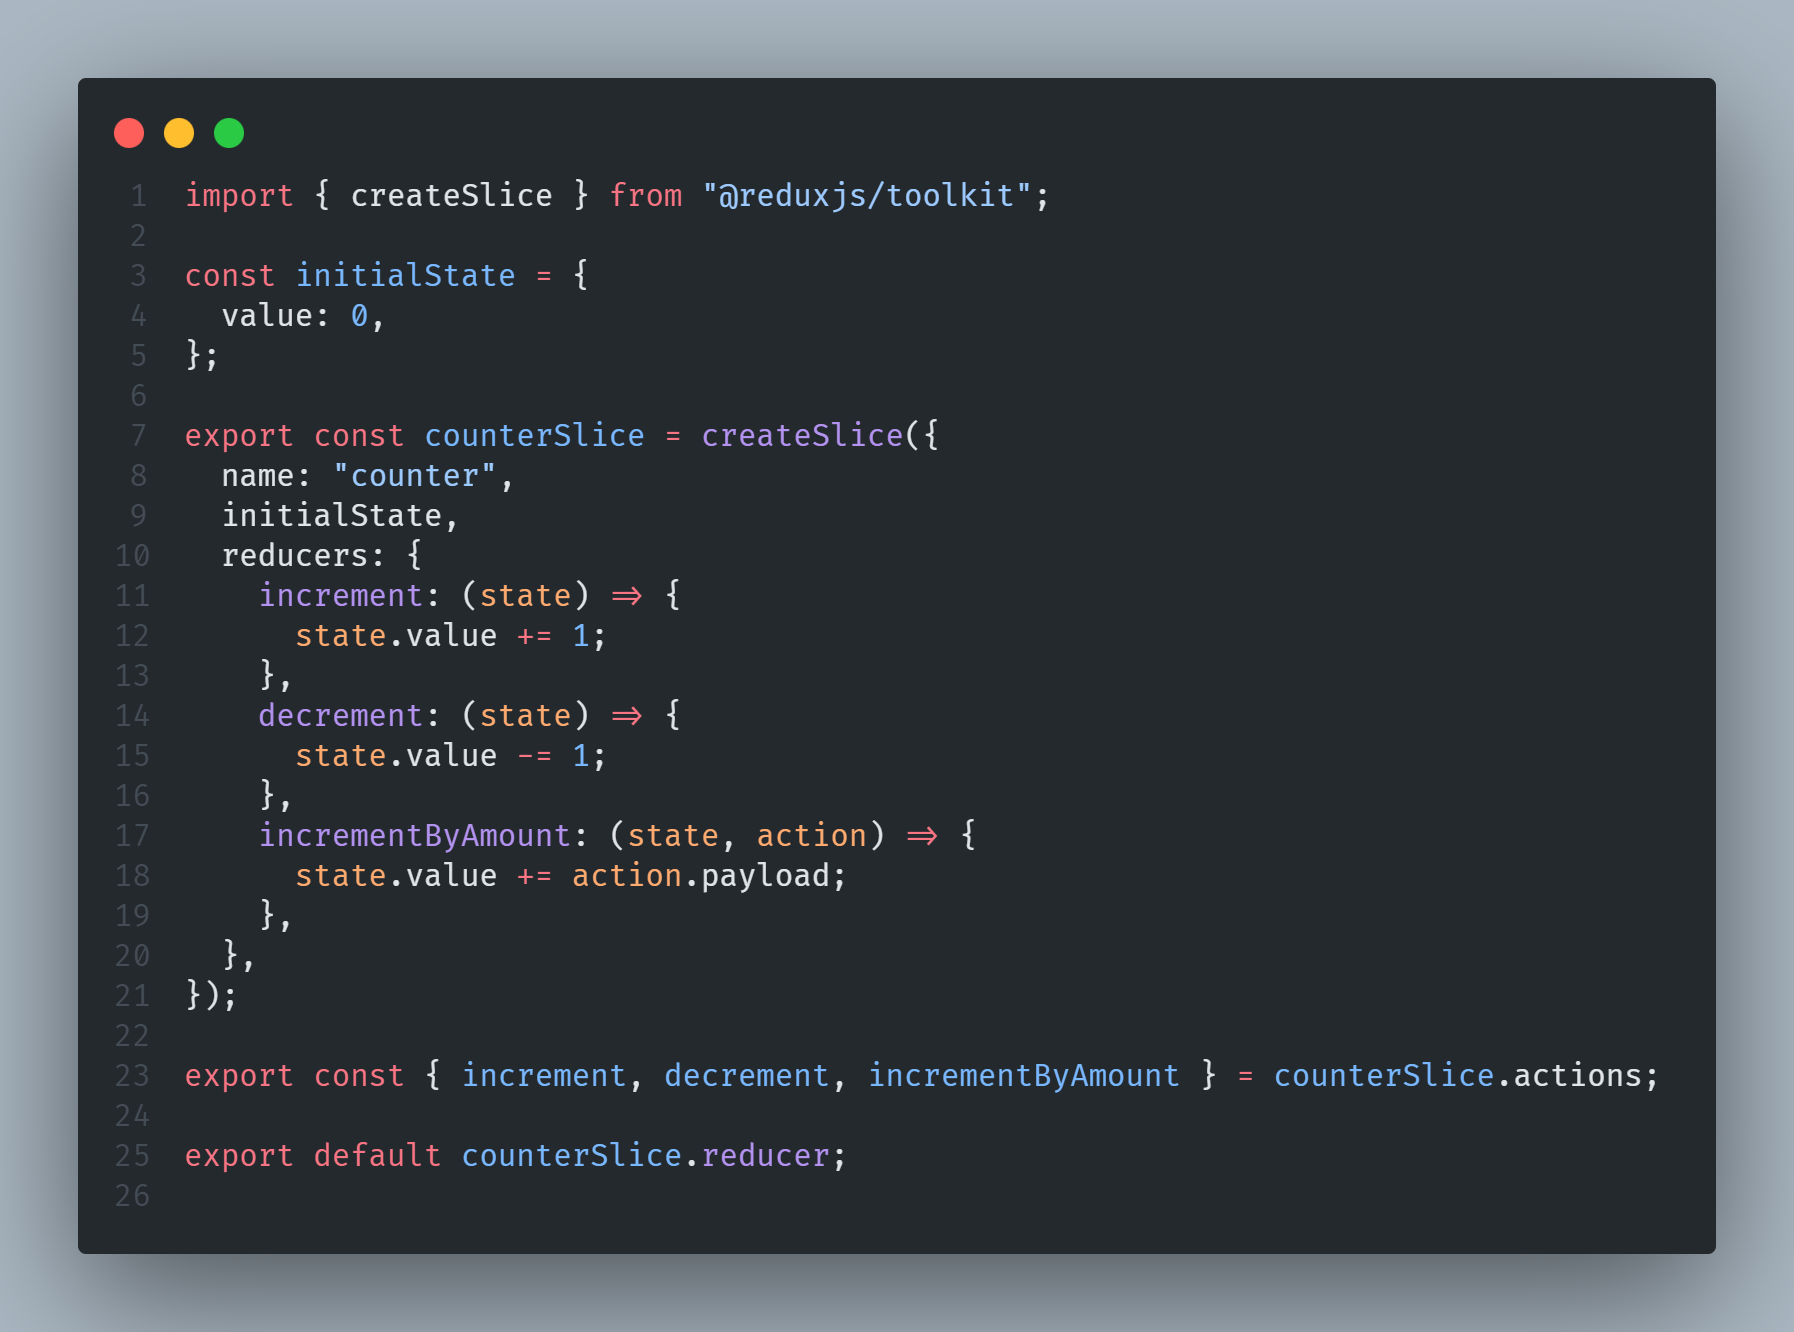 1 import { createSlice } from "@reduxjs/toolkit";
2
3 const initialState = {
4   value: 0,
5 };
6
7 export const counterSlice = createSlice({
8   name: "counter",
9   initialState,
10   reducers: {
11     increment: (state) => {
12       state.value += 1;
13     },
14     decrement: (state) => {
15       state.value -= 1;
16     },
17     incrementByAmount: (state, action) => {
18       state.value += action.payload;
19     },
20   },
21 });
22
23 export const { increment, decrement, incrementByAmount } = counterSlice.actions;
24
25 export default counterSlice.reducer;
26